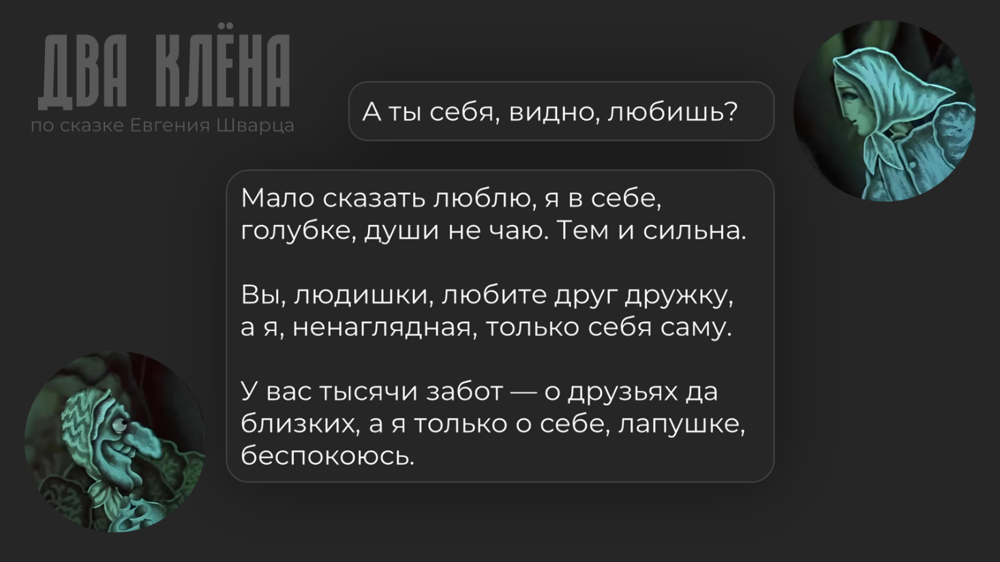 ДВА КЛЁНА
по сказке Евгения Шварца
А ты себя, видно, любишь?
Мало сказать люблю, я в себе,
голубке, души не чаю. Тем и сильна.
Вы, людишки, любите друг дружку,
а я, ненаглядная, только себя саму.
У вас тысячи забот — о друзьях да
близких, а я только о себе, лапушке,
беспокоюсь.